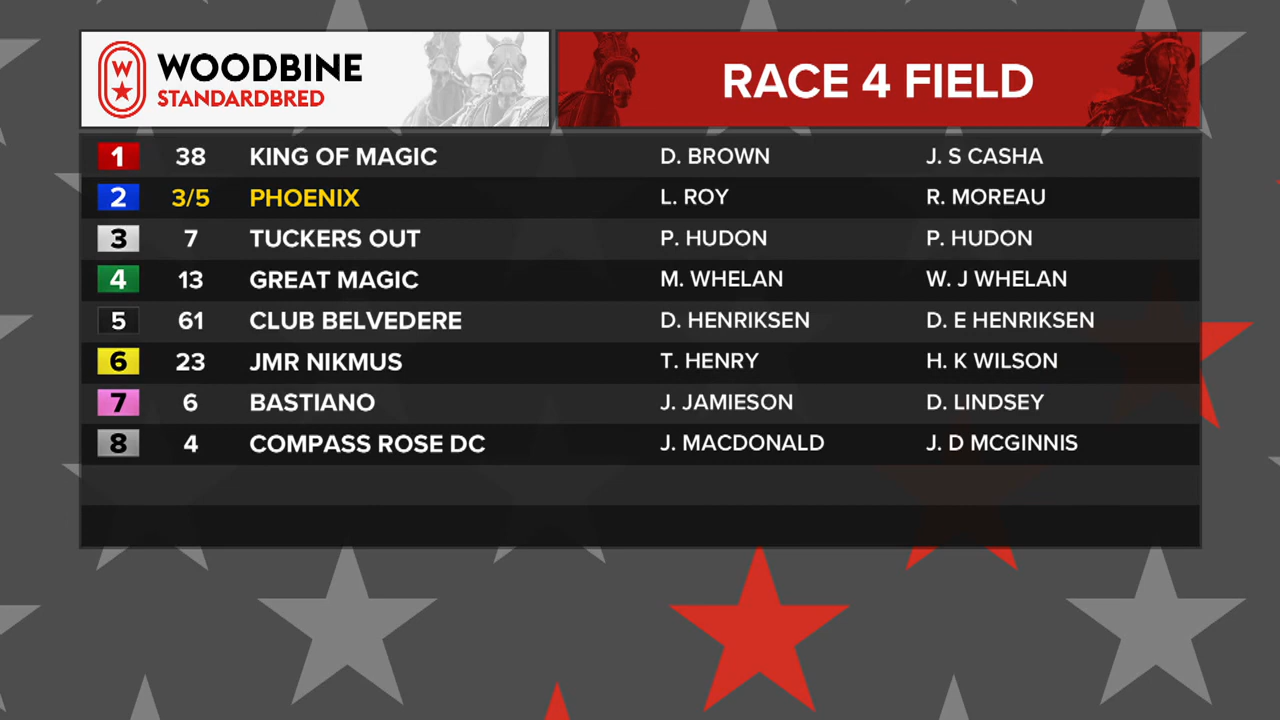 W
WOODBINE
STANDARDBRED
RACE 4 FIELD
1 38 KING OF MAGIC D. BROWN J. S CASHA
2 3/5 PHOENIX L. ROY R. MOREAU
3 7 TUCKERS OUT P. HUDON P. HUDON
4 13 GREAT MAGIC M. WHELAN W. J WHELAN
5 61 CLUB BELVEDERE D. HENRIKSEN D. E HENRIKSEN
6 23 JMR NIKMUS T. HENRY H. K WILSON
7 6 BASTIANO J. JAMIESON D. LINDSEY
8 4 COMPASS ROSE DC J. MACDONALD J. D MCGINNIS